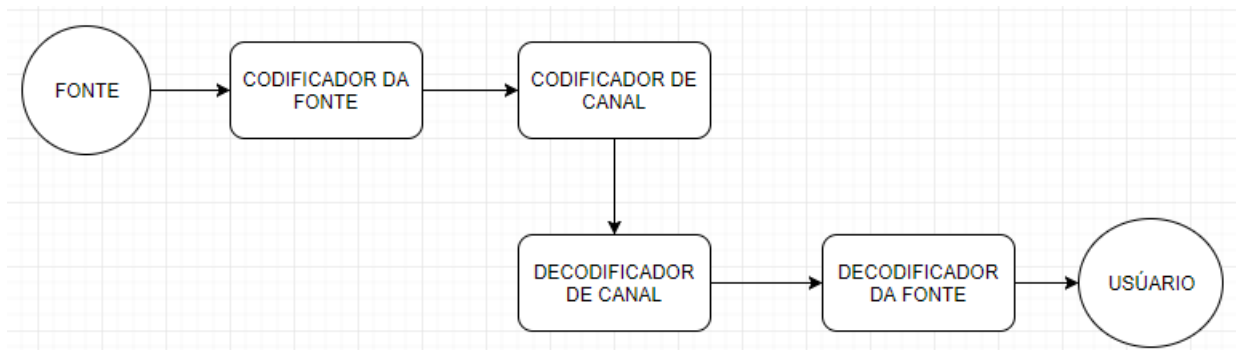 FONTE
CODIFICADOR DA
FONTE
CODIFICADOR DE
CANAL
DECODIFICADOR
DE CANAL
DECODIFICADOR
DA FONTE
USÚARIO